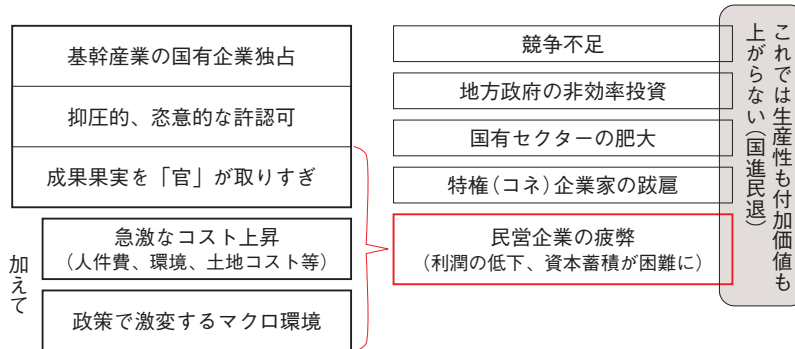 基幹産業の国有企業独占
抑圧的、恣意的な許認可
成果果実を「官」が取りすぎ
加えて
急激なコスト上昇
（人件費、環境、土地コスト等）
政策で激変するマクロ環境
競争不足
地方政府の非効率投資
国有セクターの肥大
特権（コネ）企業家の跋扈
民営企業の疲弊
（利潤の低下、資本蓄積が困難に）
これでは生産性も付加価値も
上がらない（国進民退）